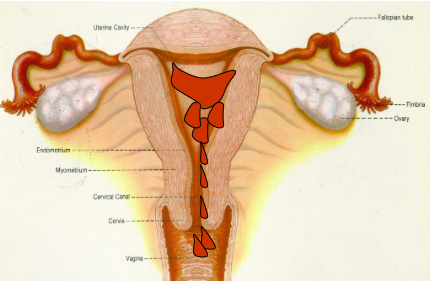 Uterine Cavity
Fallopian tube
Fimbria
Ovary
Endometrium
Myometrium
Cervical Canal
Cervix
Vagina